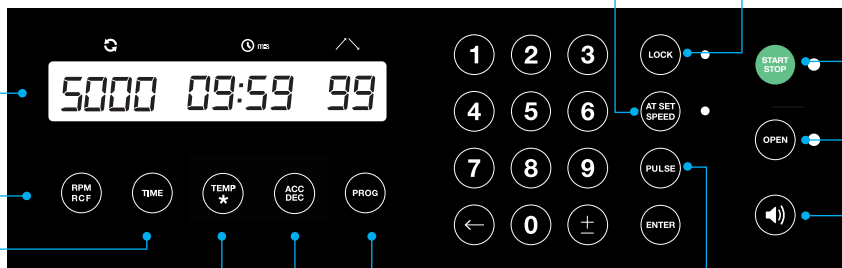 m:s
5000 09:59 99
RPM
RCF
TIME
TEMP
*
ACC
DEC
PROG
1 2 3
4 5 6
7 8 9
← 0 ±
LOCK
AT SET
SPEED
PULSE
ENTER
START
STOP
OPEN